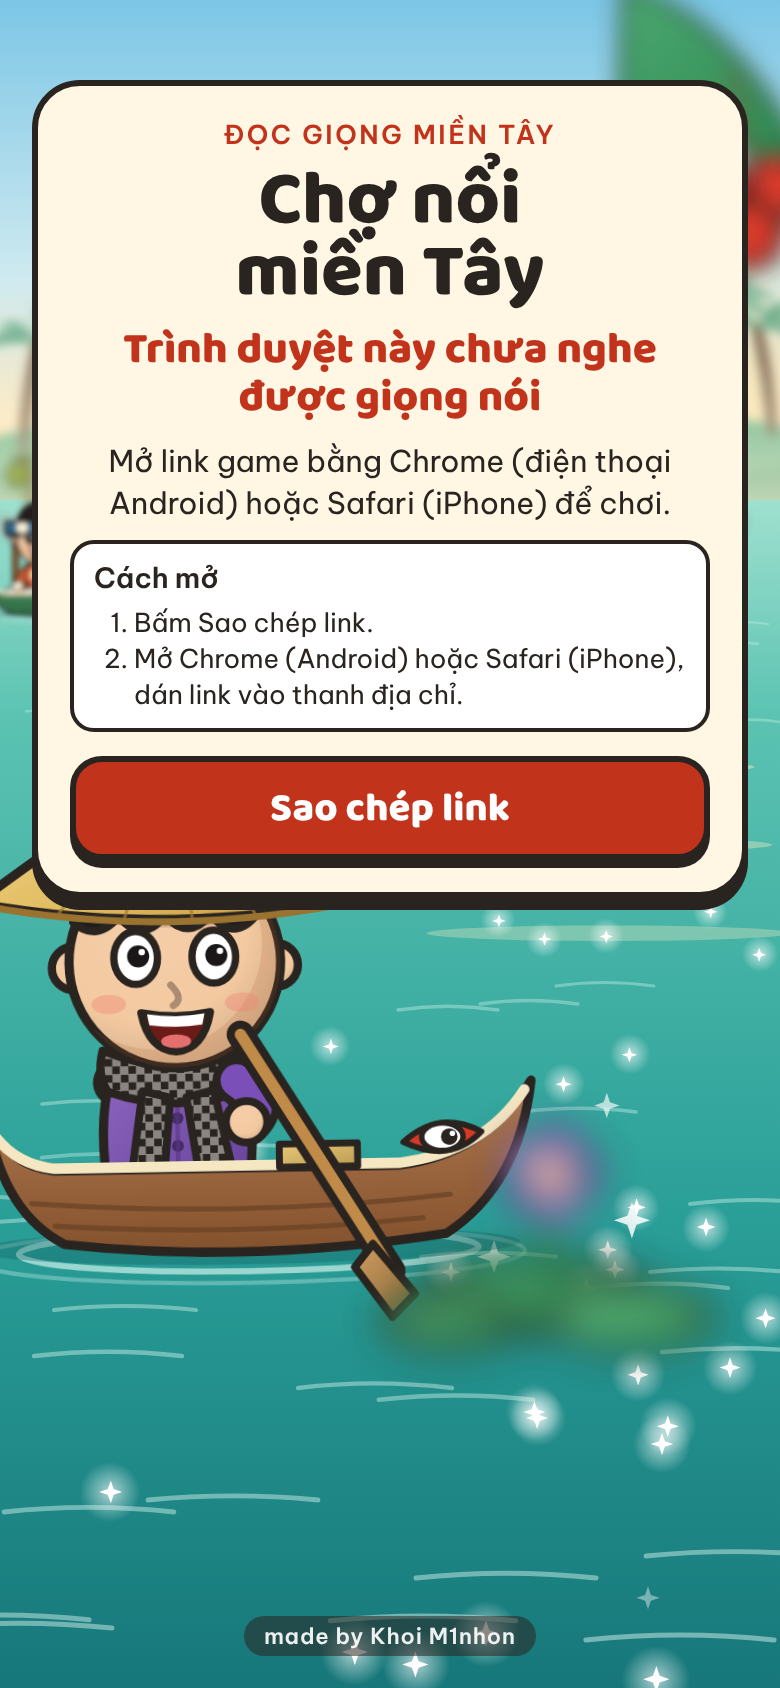 ĐỌC GIỌNG MIỀN TÂY
Chợ nổi
miền Tây
Trình duyệt này chưa nghe
được giọng nói
Mở link game bằng Chrome (điện thoại
Android) hoặc Safari (iPhone) để chơi.
Cách mở
1. Bấm Sao chép link.
2. Mở Chrome (Android) hoặc Safari (iPhone),
dán link vào thanh địa chỉ.
Sao chép link
made by Khoi M1nhon